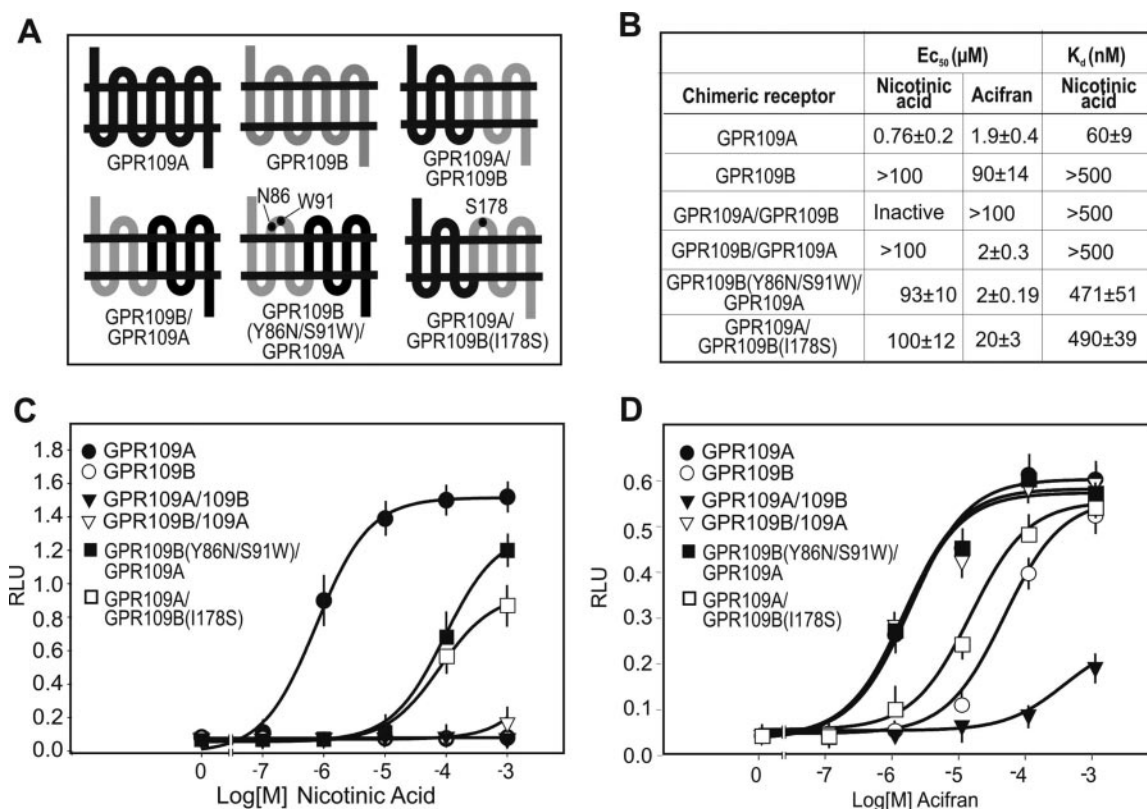 A
GPR109A
GPR109B
GPR109A/
GPR109B
N86
W91
S178
GPR109B/
GPR109A
GPR109B
(Y86N/S91W)/
GPR109A
GPR109A/
GPR109B(I178S)
B
Ec₅₀ (µM)
K_d (nM)
Chimeric receptor
Nicotinic
acid
Acifran
Nicotinic
acid
GPR109A
0.76±0.2
1.9±0.4
60±9
GPR109B
>100
90±14
>500
GPR109A/GPR109B
Inactive
>100
>500
GPR109B/GPR109A
>100
2±0.3
>500
GPR109B(Y86N/S91W)/
GPR109A
93±10
2±0.19
471±51
GPR109A/
GPR109B(I178S)
100±12
20±3
490±39
C
GPR109A
GPR109B
GPR109A/109B
GPR109B/109A
GPR109B(Y86N/S91W)/
GPR109A
GPR109A/
GPR109B(I178S)
RLU
1.8
1.6
1.4
1.2
1.0
0.8
0.6
0.4
0.2
0.0
0 -7 -6 -5 -4 -3
Log[M] Nicotinic Acid
D
GPR109A
GPR109B
GPR109A/109B
GPR109B/109A
GPR109B(Y86N/S91W)/
GPR109A
GPR109A/
GPR109B(I178S)
RLU
0.6
0.5
0.4
0.3
0.2
0.1
0.0
0 -7 -6 -5 -4 -3
Log[M] Acifran